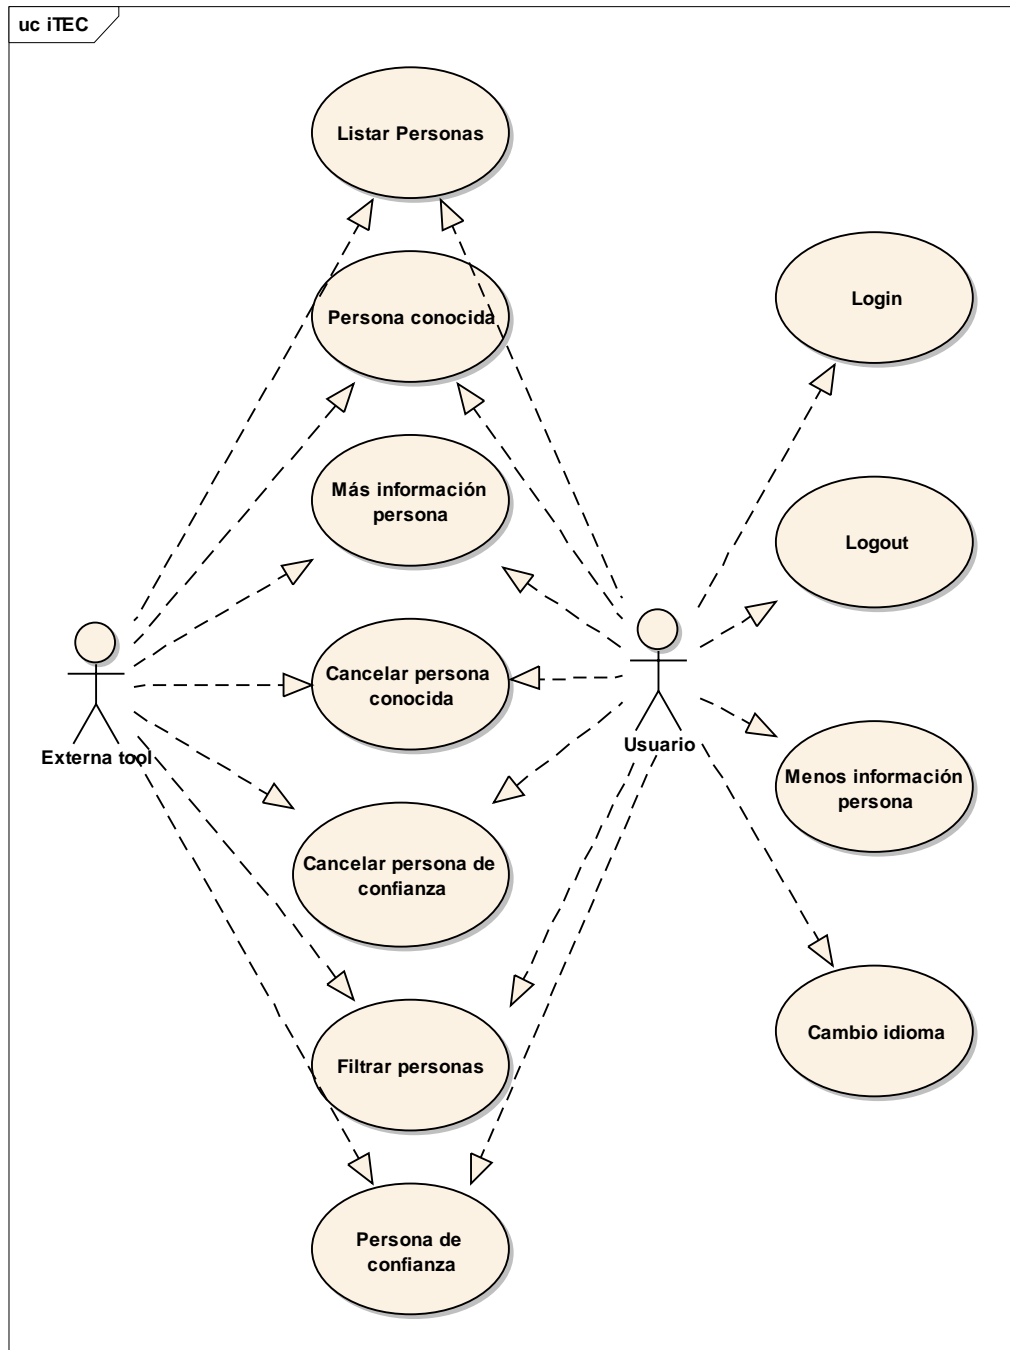 uc iTEC
Listar Personas
Persona conocida
Login
Más información
persona
Logout
Cancelar persona
conocida
Externa tool
Usuario
Menos información
persona
Cancelar persona de
confianza
Filtrar personas
Cambio idioma
Persona de
confianza